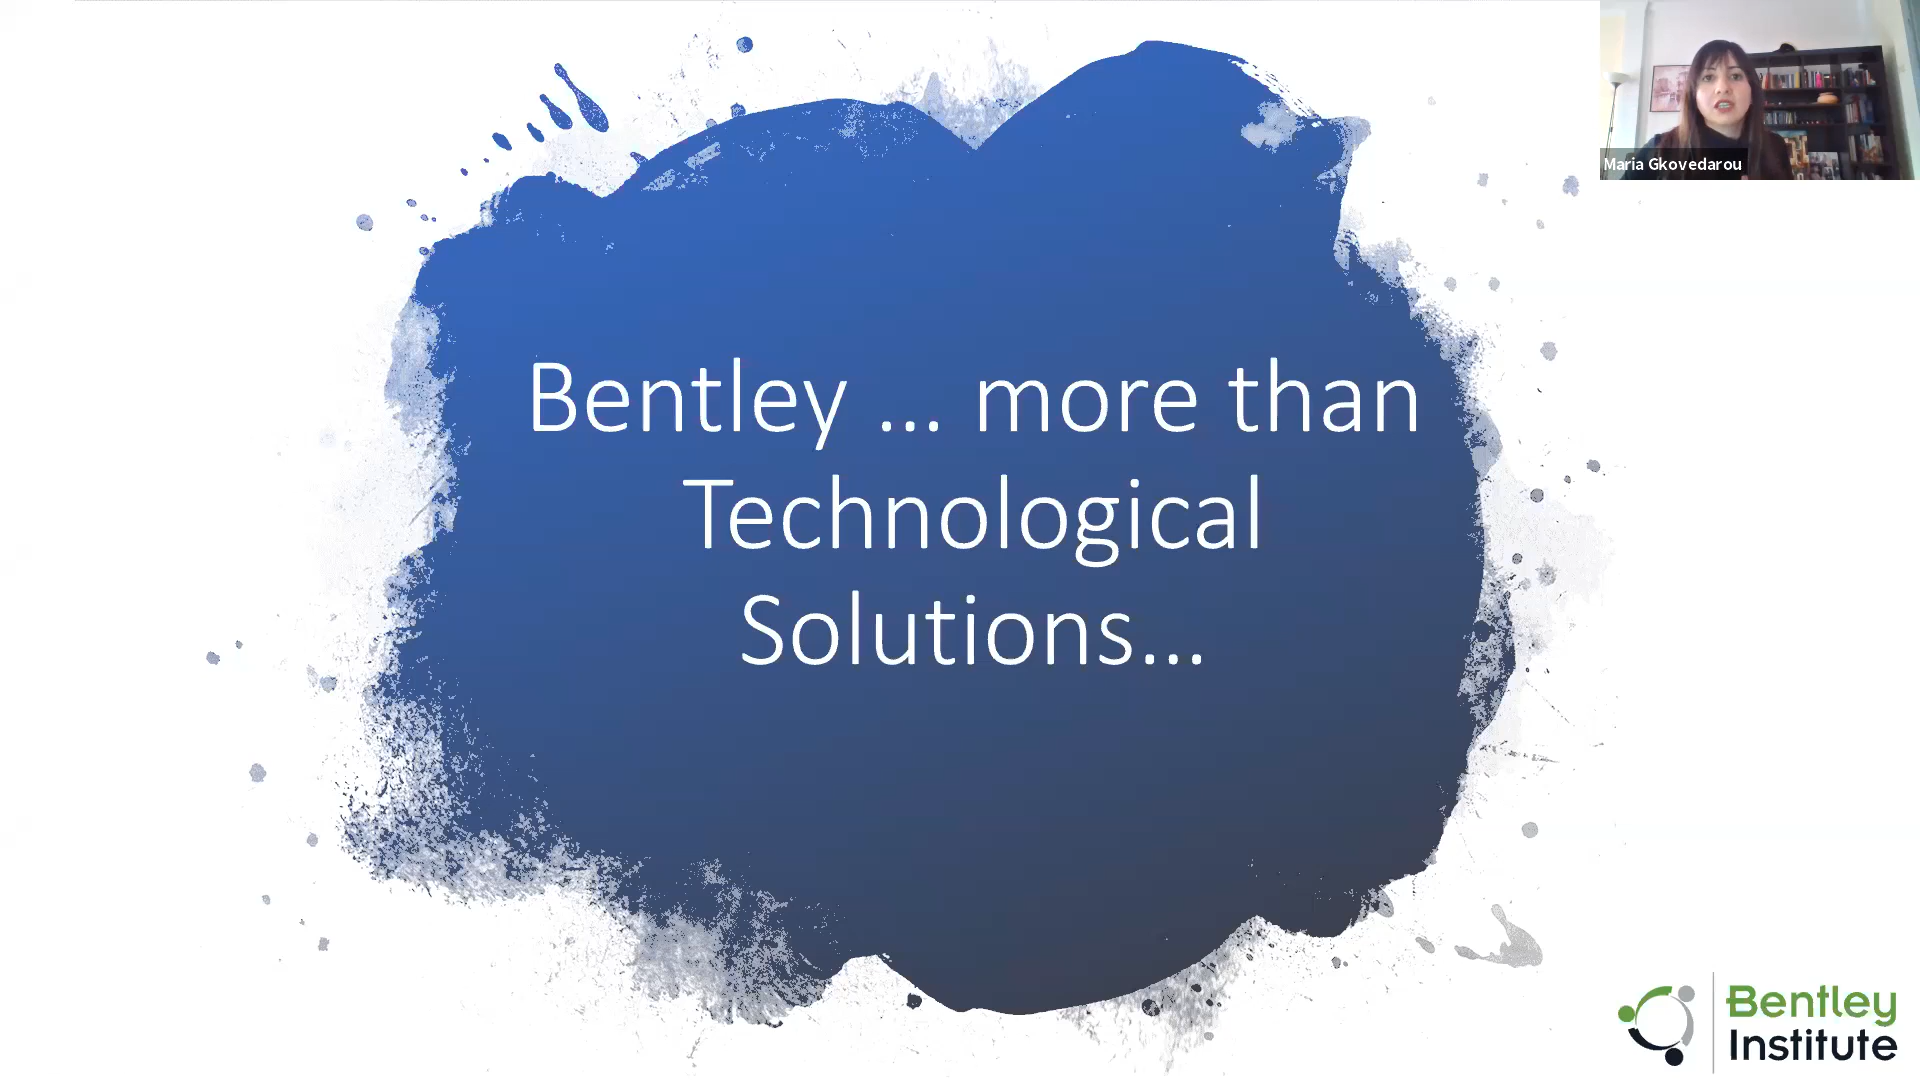 Maria Gkovedarou
Bentley ... more than
Technological
Solutions...
Bentley
Institute